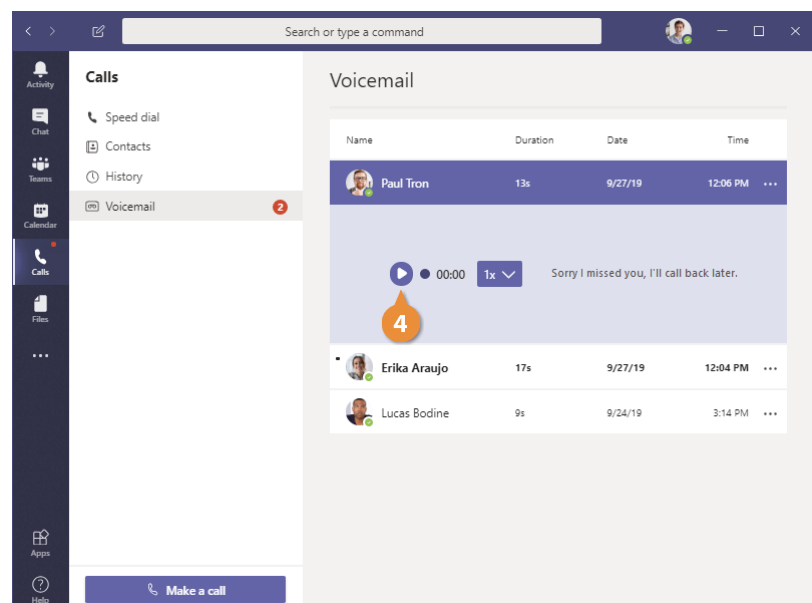 Search or type a command
Activity
Chat
Teams
Calendar
Calls
Files
Apps
Help
Calls
Speed dial
Contacts
History
Voicemail 2
Make a call
Voicemail
Name Duration Date Time
Paul Tron 13s 9/27/19 12:06 PM
00:00 1x Sorry I missed you, I'll call back later.
4
Erika Araujo 17s 9/27/19 12:04 PM
Lucas Bodine 9s 9/24/19 3:14 PM